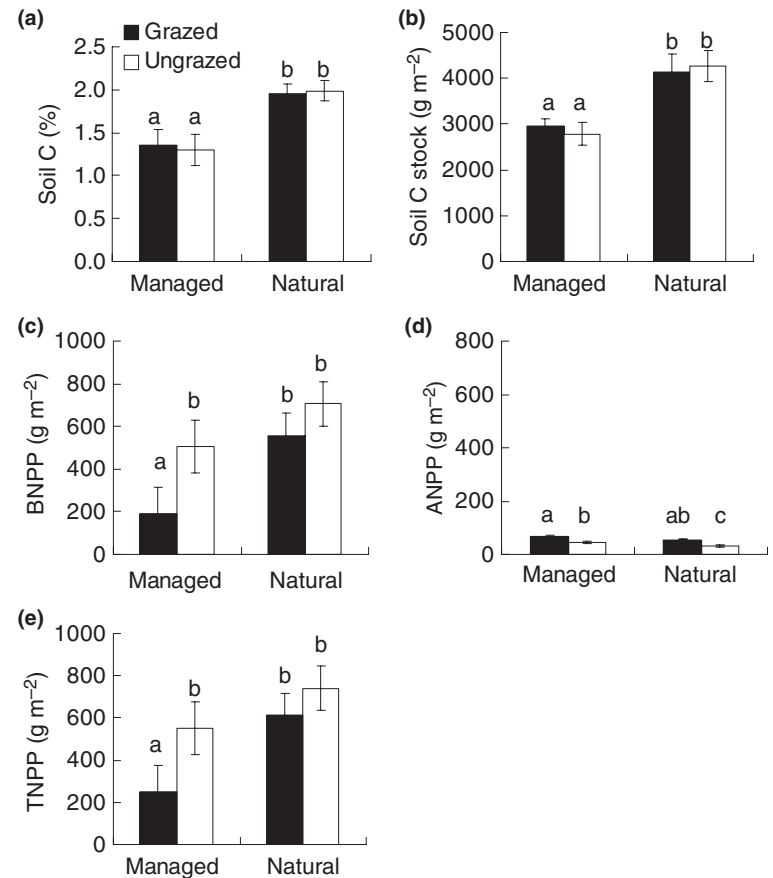 (a)
Grazed
Ungrazed
Soil C (%)
2.5
2.0
1.5
1.0
0.5
0.0
a a
b b
Managed Natural
(b)
Soil C stock (g m⁻²)
5000
4000
3000
2000
1000
0
a a
b b
Managed Natural
(c)
BNPP (g m⁻²)
1000
800
600
400
200
0
a b
b b
Managed Natural
(d)
ANPP (g m⁻²)
800
600
400
200
0
a b
ab c
Managed Natural
(e)
TNPP (g m⁻²)
1000
800
600
400
200
0
a b
b b
Managed Natural